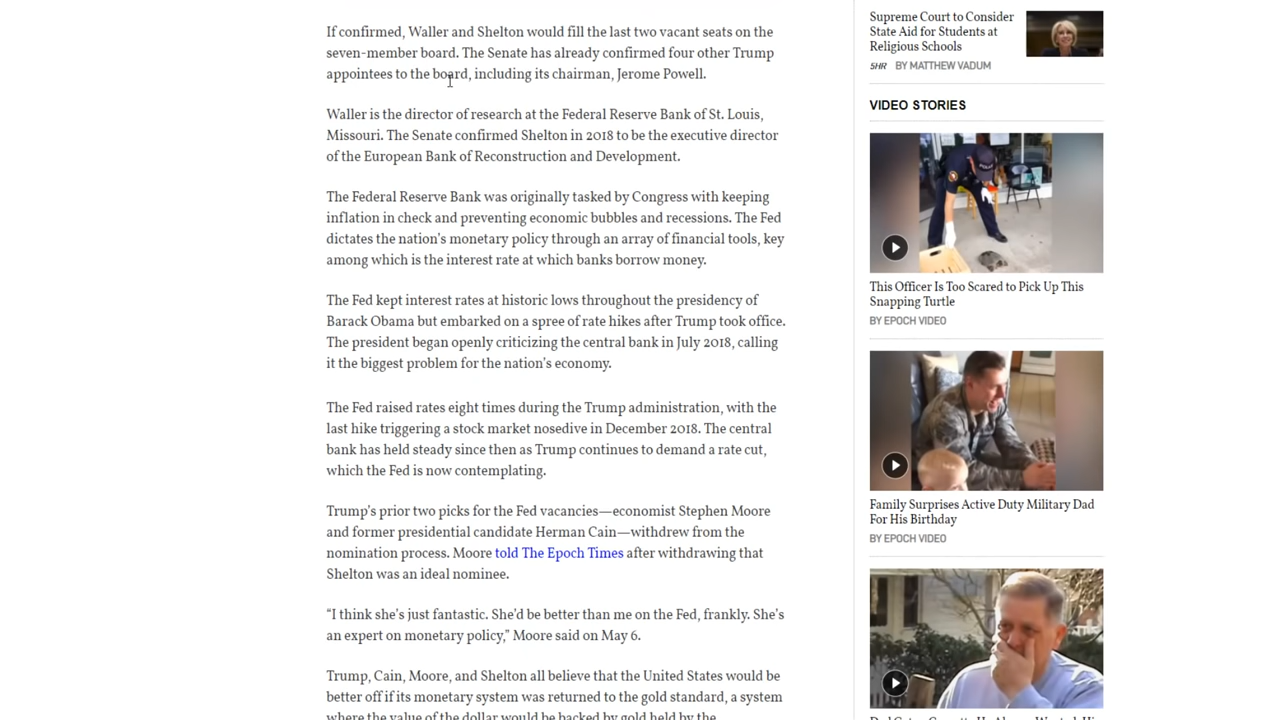 If confirmed, Waller and Shelton would fill the last two vacant seats on the
seven-member board. The Senate has already confirmed four other Trump
appointees to the board, including its chairman, Jerome Powell.
Waller is the director of research at the Federal Reserve Bank of St. Louis,
Missouri. The Senate confirmed Shelton in 2018 to be the executive director
of the European Bank of Reconstruction and Development.
The Federal Reserve Bank was originally tasked by Congress with keeping
inflation in check and preventing economic bubbles and recessions. The Fed
dictates the nation's monetary policy through an array of financial tools, key
among which is the interest rate at which banks borrow money.
The Fed kept interest rates at historic lows throughout the presidency of
Barack Obama but embarked on a spree of rate hikes after Trump took office.
The president began openly criticizing the central bank in July 2018, calling
it the biggest problem for the nation's economy.
The Fed raised rates eight times during the Trump administration, with the
last hike triggering a stock market nosedive in December 2018. The central
bank has held steady since then as Trump continues to demand a rate cut,
which the Fed is now contemplating.
Trump's prior two picks for the Fed vacancies—economist Stephen Moore
and former presidential candidate Herman Cain—withdrew from the
nomination process. Moore told The Epoch Times after withdrawing that
Shelton was an ideal nominee.
“I think she's just fantastic. She'd be better than me on the Fed, frankly. She's
an expert on monetary policy,” Moore said on May 6.
Trump, Cain, Moore, and Shelton all believe that the United States would be
better off if its monetary system was returned to the gold standard, a system
where the value of the dollar would be backed by gold held by the
Supreme Court to Consider
State Aid for Students at
Religious Schools
5HR BY MATTHEW VADUM
VIDEO STORIES
This Officer Is Too Scared to Pick Up This
Snapping Turtle
BY EPOCH VIDEO
Family Surprises Active Duty Military Dad
For His Birthday
BY EPOCH VIDEO